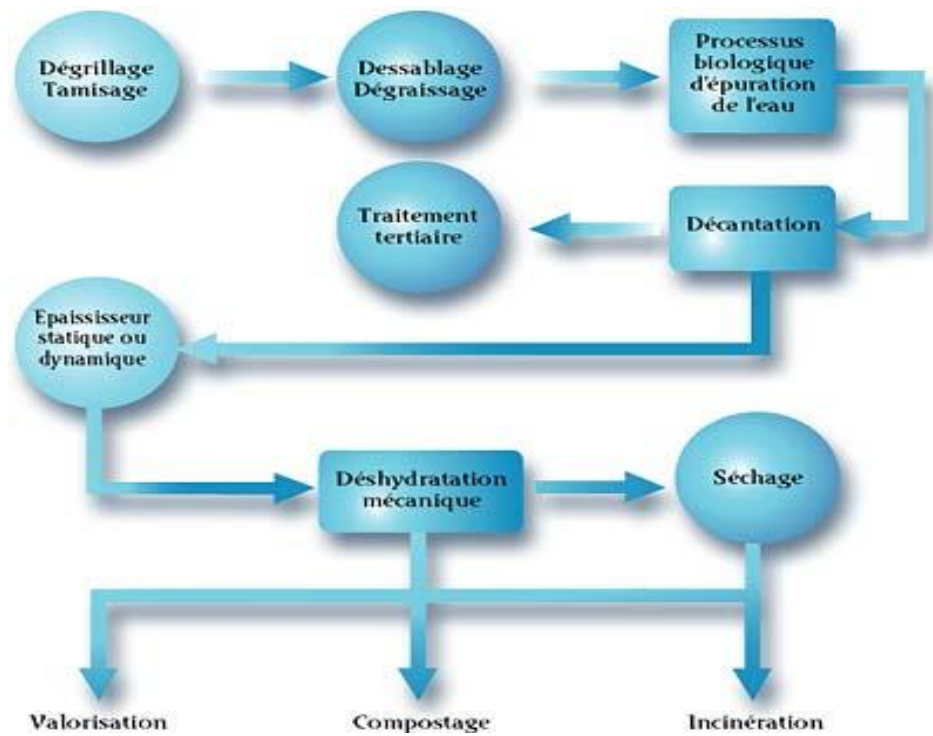 Dégrillage
Tamisage
Dessablage
Dégraissage
Processus
biologique
d'épuration
de l'eau
Traitement
tertiaire
Décantation
Epaississeur
statique ou
dynamique
Déshydratation
mécanique
Séchage
Valorisation
Compostage
Incinération